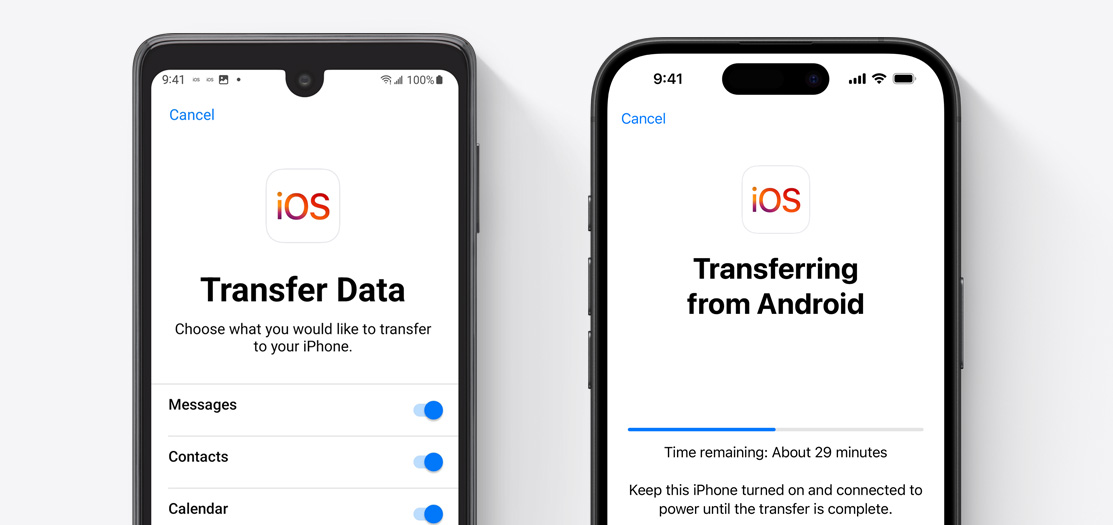 9:41
100%
Cancel
iOS
Transfer Data
Choose what you would like to transfer
to your iPhone.
Messages
Contacts
Calendar
9:41
Cancel
iOS
Transferring
from Android
Time remaining: About 29 minutes
Keep this iPhone turned on and connected to
power until the transfer is complete.